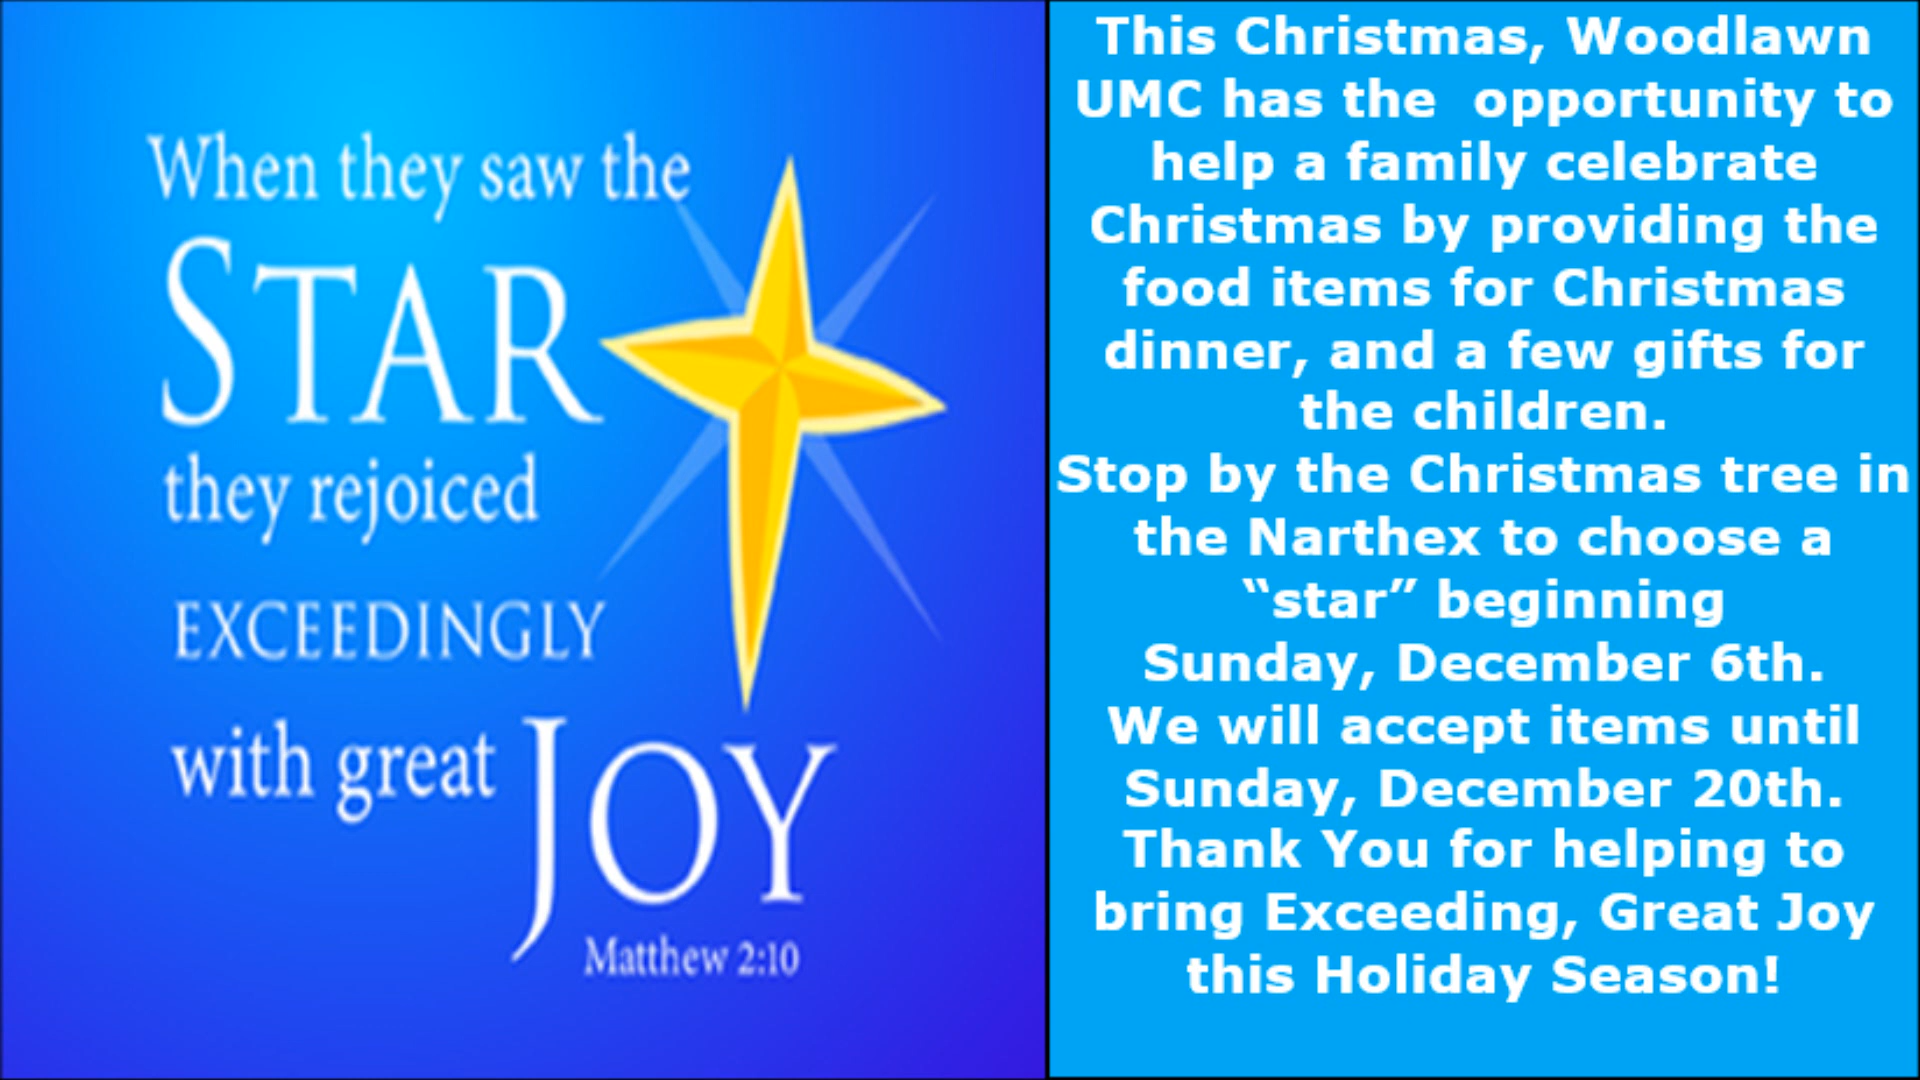 When they saw the
STAR
they rejoiced
EXCEEDINGLY
with great JOY
Matthew 2:10
This Christmas, Woodlawn
UMC has the  opportunity to
help a family celebrate
Christmas by providing the
food items for Christmas
dinner, and a few gifts for
the children.
Stop by the Christmas tree in
the Narthex to choose a
“star” beginning
Sunday, December 6th.
We will accept items until
Sunday, December 20th.
Thank You for helping to
bring Exceeding, Great Joy
this Holiday Season!